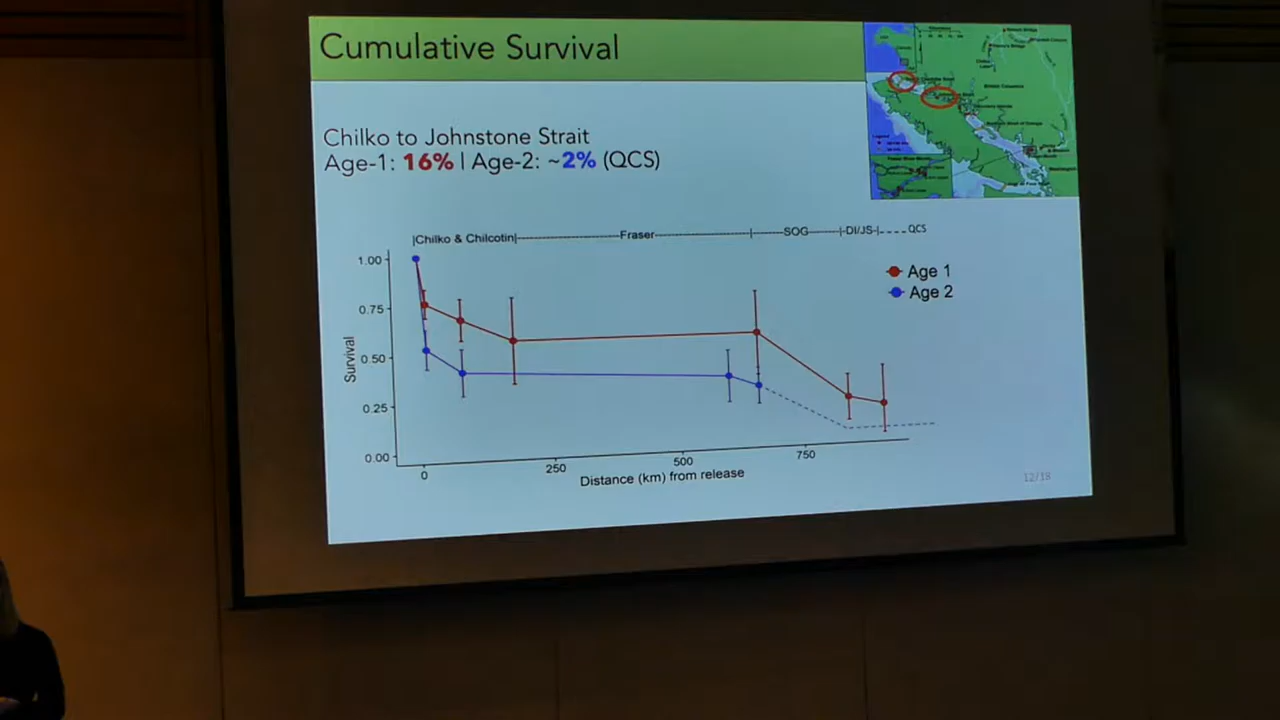 Cumulative Survival
Chilko to Johnstone Strait
Age-1: 16% | Age-2: ~2% (QCS)
|Chilko & Chilcotin|----------Fraser----------|-------SOG-------|-DI/JS-|----QCS
Age 1
Age 2
1.00
0.75
0.50
0.25
0.00
Survival
0
250
500
750
Distance (km) from release
12/18